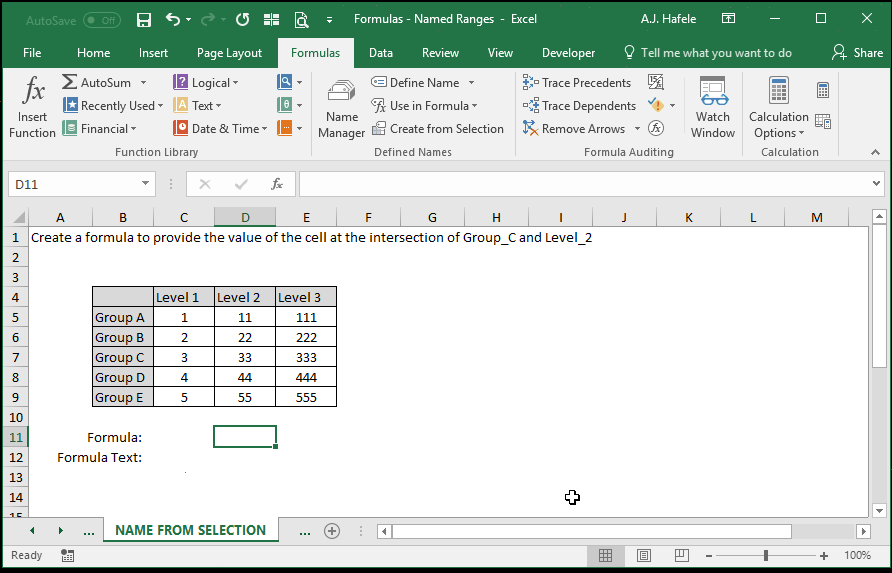 AutoSave Off Formulas - Named Ranges - Excel A.J. Hafele
File Home Insert Page Layout Formulas Data Review View Developer Tell me what you want to do Share
fx AutoSum Logical Define Name Trace Precedents
Insert Function Recently Used Text Name Manager Use in Formula Trace Dependents Watch Window Calculation Options
Financial Date & Time Create from Selection Remove Arrows fx
Function Library Defined Names Formula Auditing Calculation
D11 fx
A B C D E F G H I J K L M
1 Create a formula to provide the value of the cell at the intersection of Group_C and Level_2
2
3
4 Level 1 Level 2 Level 3
5 Group A 1 11 111
6 Group B 2 22 222
7 Group C 3 33 333
8 Group D 4 44 444
9 Group E 5 55 555
10
11 Formula:
12 Formula Text:
13
14
15
... NAME FROM SELECTION ...
Ready 100%